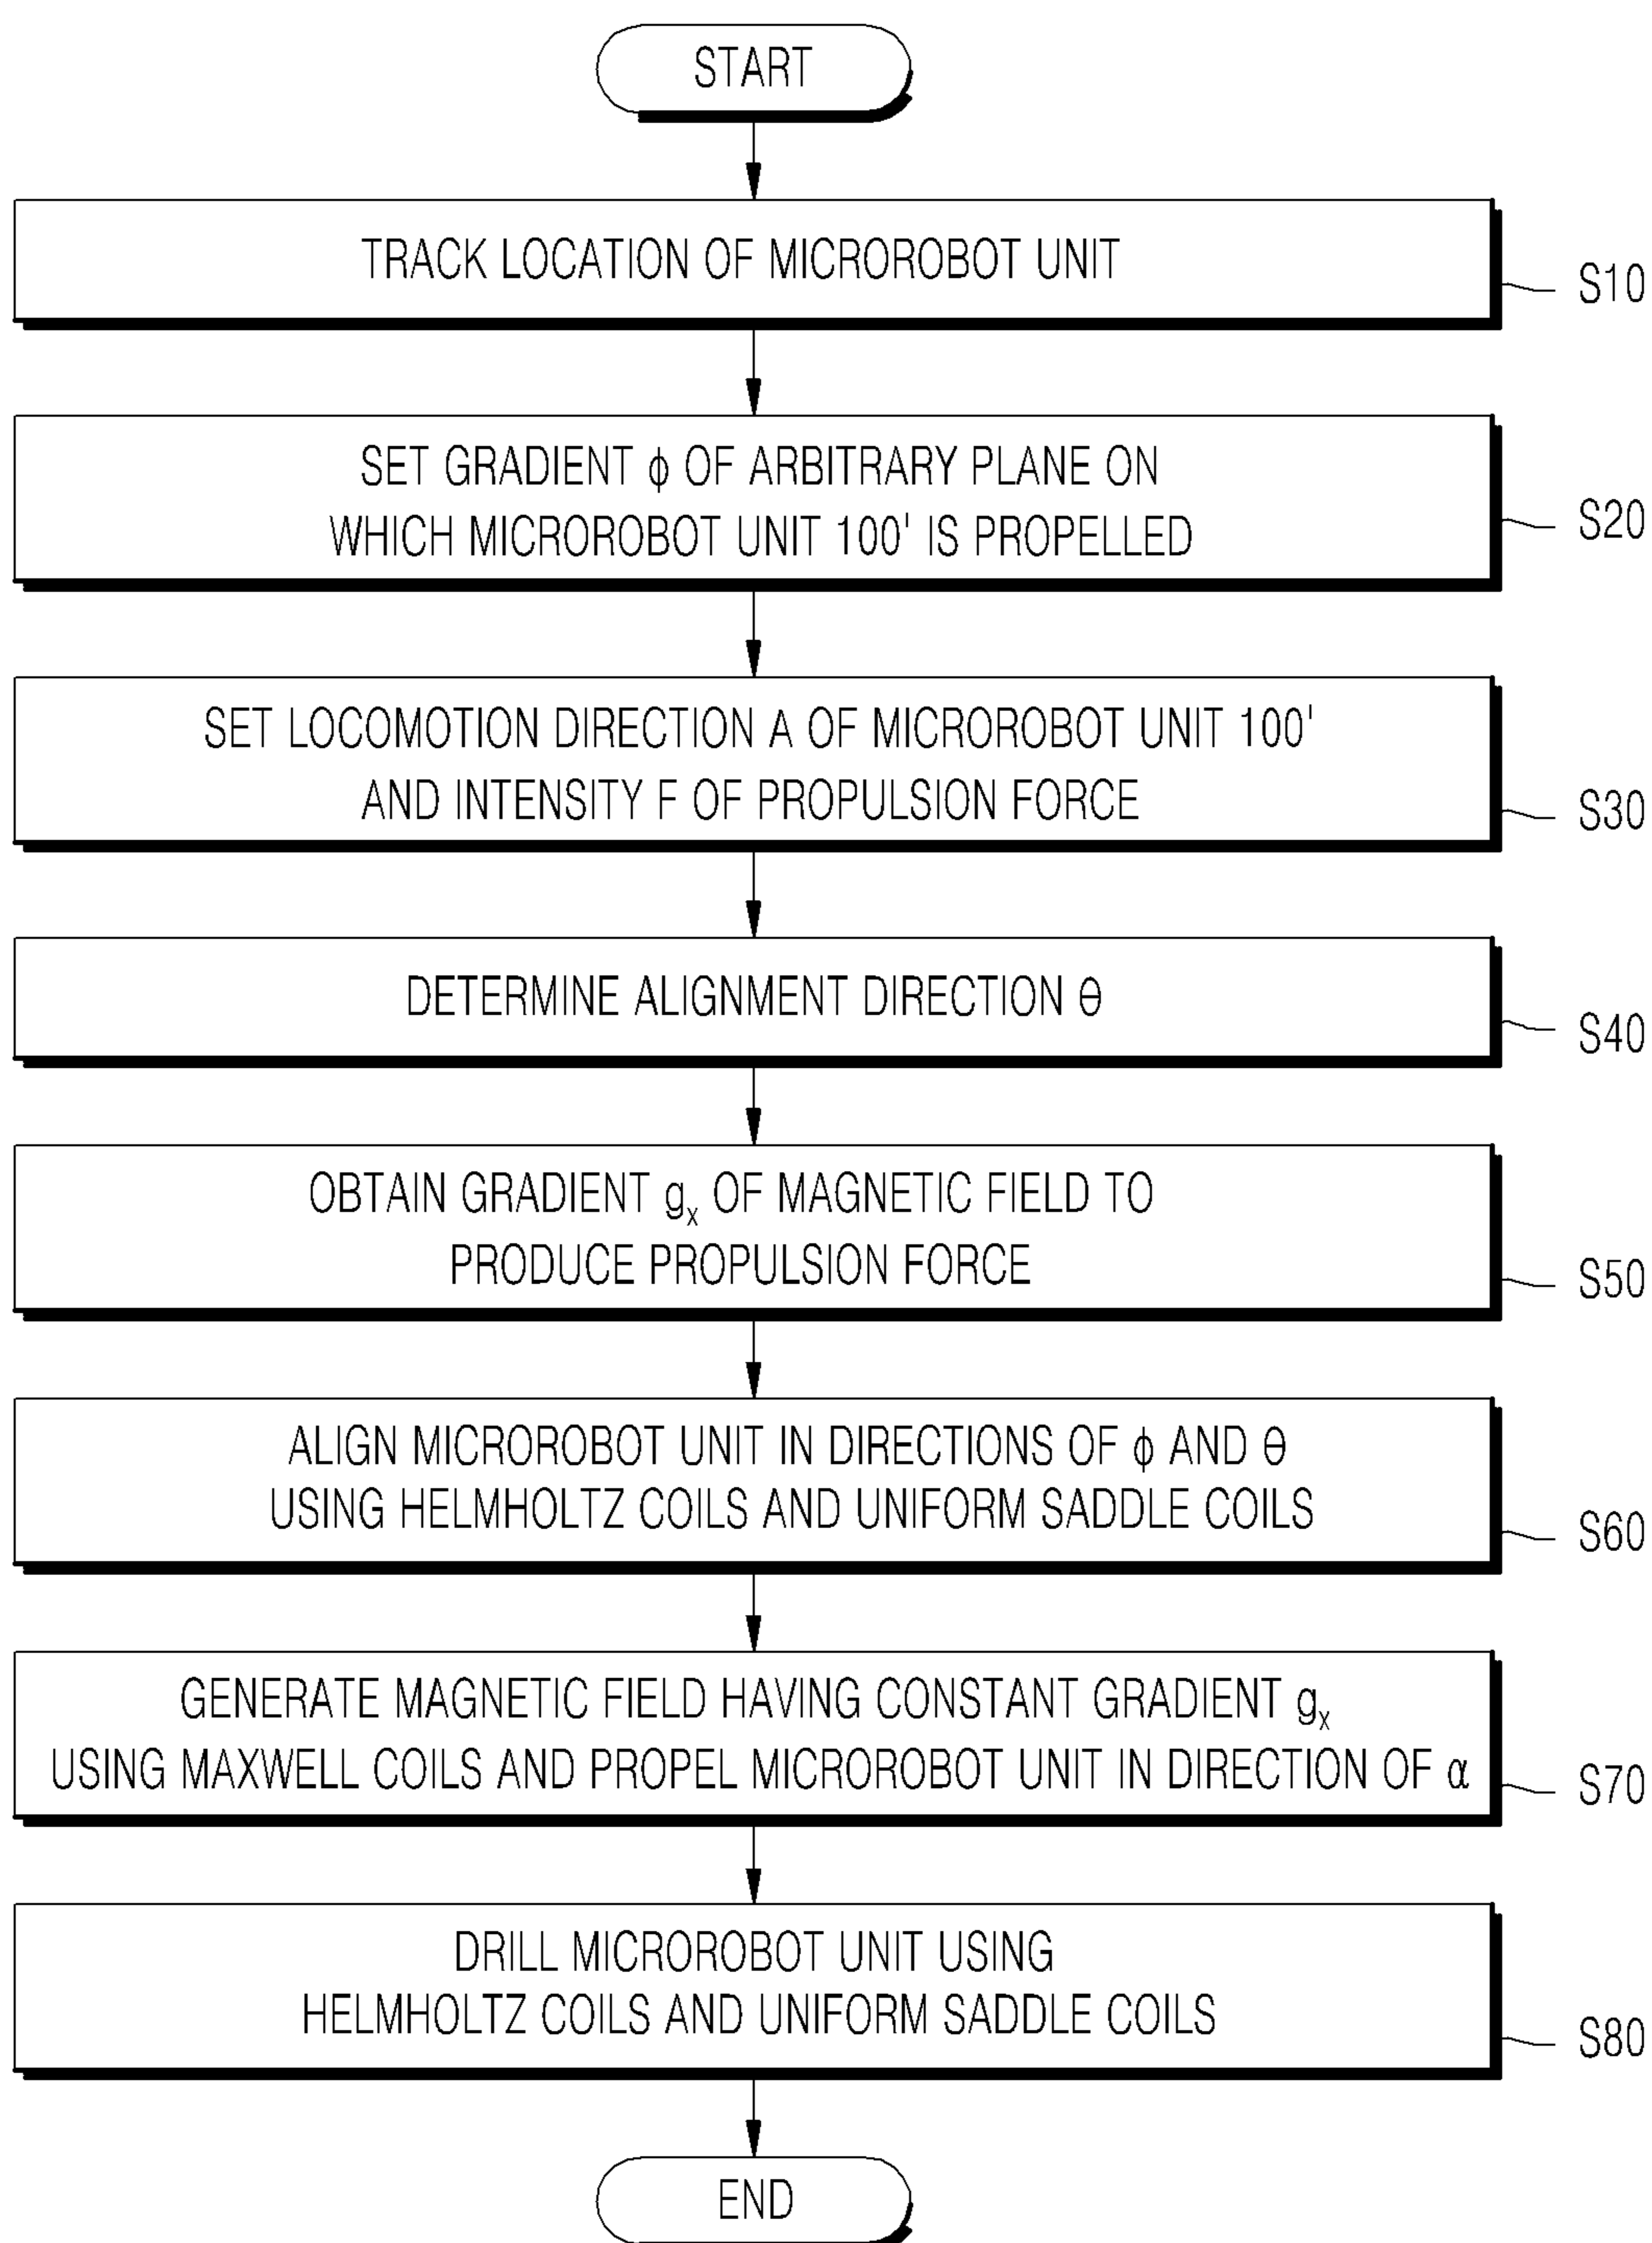 START
TRACK LOCATION OF MICROROBOT UNIT
S10
SET GRADIENT ϕ OF ARBITRARY PLANE ON
WHICH MICROROBOT UNIT 100' IS PROPELLED
S20
SET LOCOMOTION DIRECTION A OF MICROROBOT UNIT 100'
AND INTENSITY F OF PROPULSION FORCE
S30
DETERMINE ALIGNMENT DIRECTION θ
S40
OBTAIN GRADIENT gₓ OF MAGNETIC FIELD TO
PRODUCE PROPULSION FORCE
S50
ALIGN MICROROBOT UNIT IN DIRECTIONS OF ϕ AND θ
USING HELMHOLTZ COILS AND UNIFORM SADDLE COILS
S60
GENERATE MAGNETIC FIELD HAVING CONSTANT GRADIENT gₓ
USING MAXWELL COILS AND PROPEL MICROROBOT UNIT IN DIRECTION OF α
S70
DRILL MICROROBOT UNIT USING
HELMHOLTZ COILS AND UNIFORM SADDLE COILS
S80
END